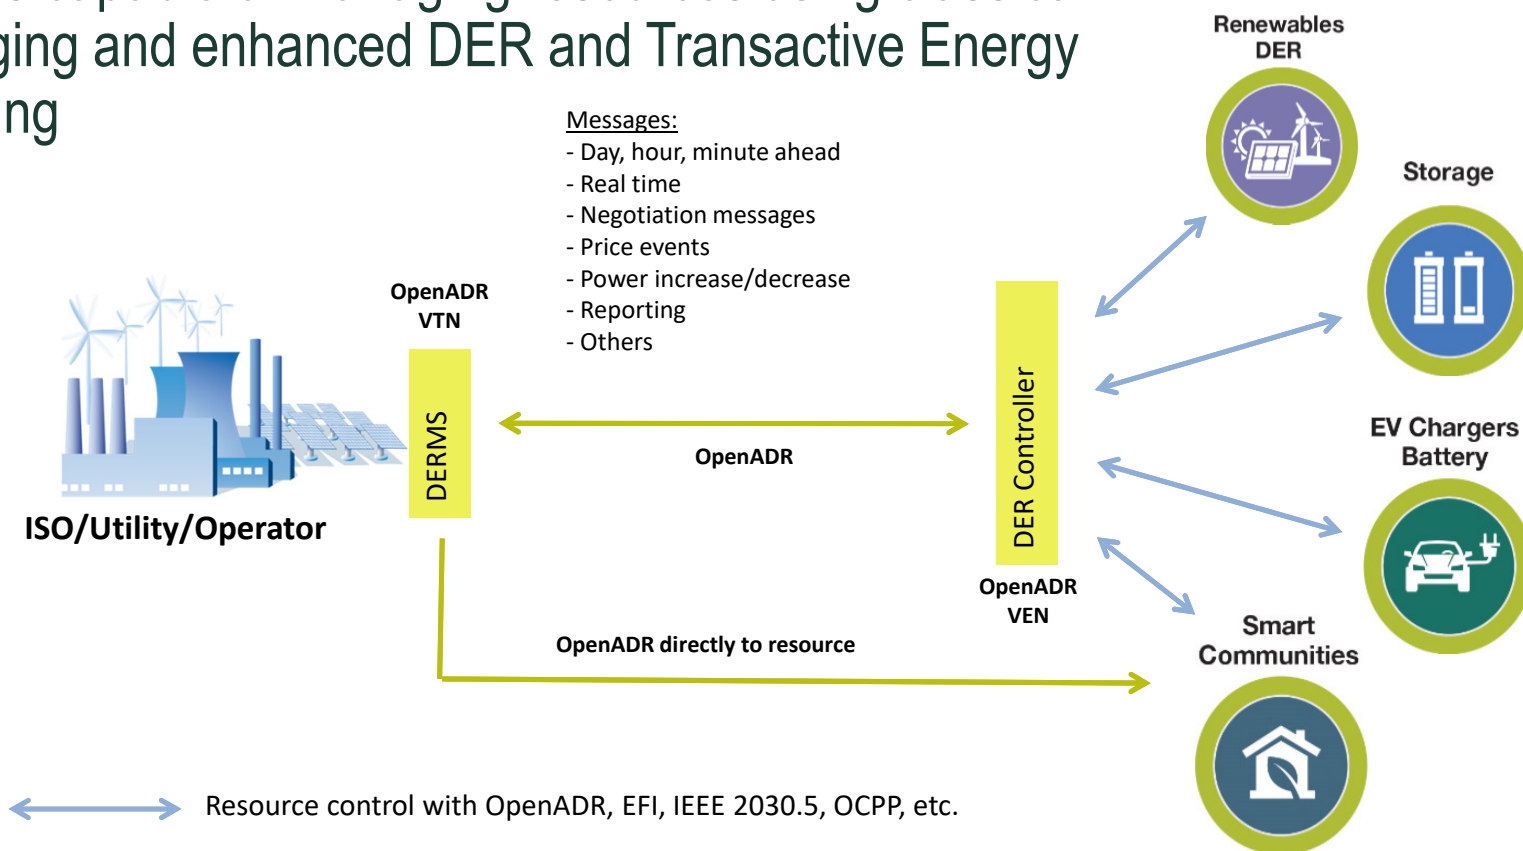 ging and enhanced DER and Transactive Energy
ng
Messages:
- Day, hour, minute ahead
- Real time
- Negotiation messages
- Price events
- Power increase/decrease
- Reporting
- Others
OpenADR
VTN
DERMS
ISO/Utility/Operator
OpenADR
DER Controller
OpenADR
VEN
OpenADR directly to resource
Renewables
DER
Storage
EV Chargers
Battery
Smart
Communities
Resource control with OpenADR, EFI, IEEE 2030.5, OCPP, etc.